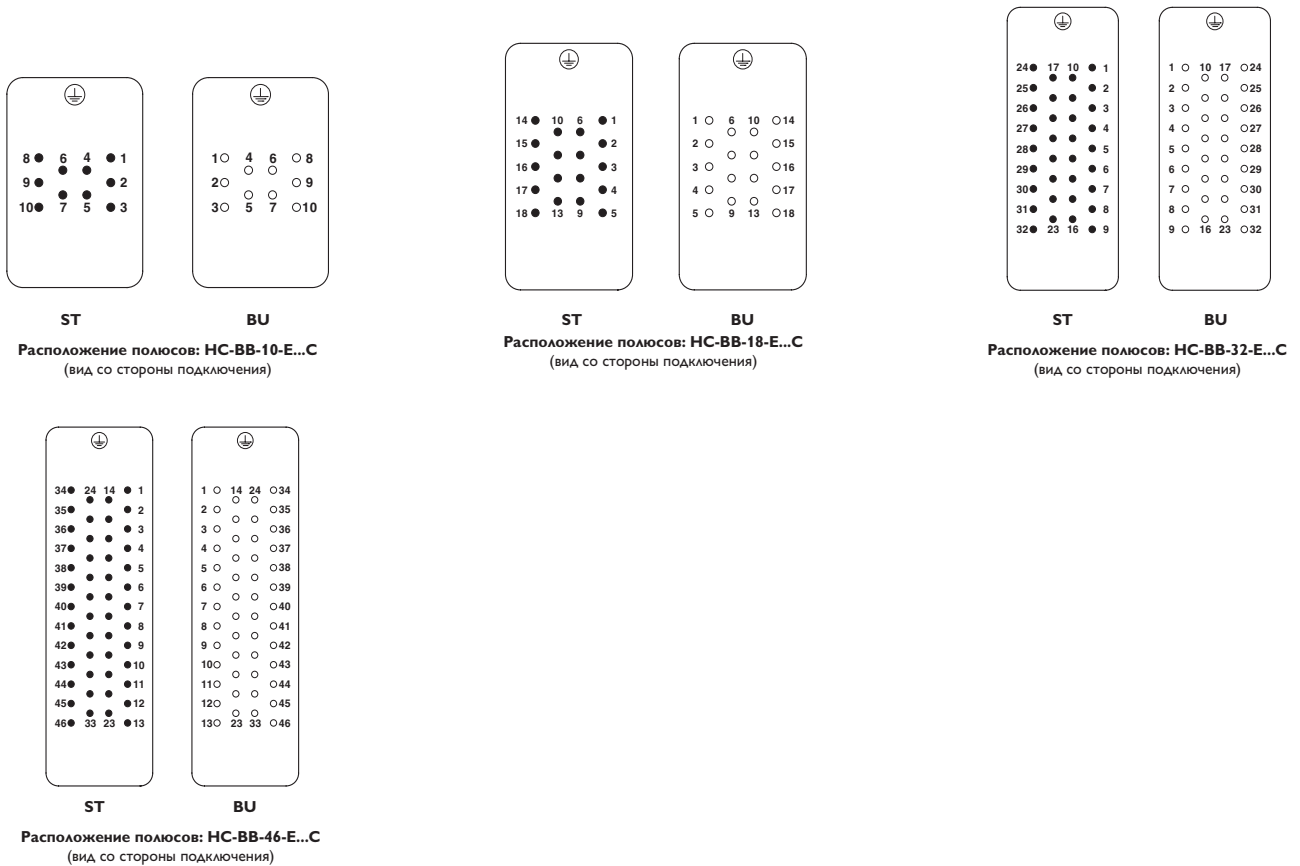 8 6 4 1
9 2
10 7 5 3
1 4 6 8
2 9
3 5 7 10
ST BU
Расположение полюсов: HC-BB-10-E...C
(вид со стороны подключения)
14 10 6 1
15 2
16 3
17 4
18 13 9 5
1 6 10 14
2 15
3 16
4 17
5 9 13 18
ST BU
Расположение полюсов: HC-BB-18-E...C
(вид со стороны подключения)
24 17 10 1
25 2
26 3
27 4
28 5
29 6
30 7
31 8
32 23 16 9
1 10 17 24
2 25
3 26
4 27
5 28
6 29
7 30
8 31
9 16 23 32
ST BU
Расположение полюсов: HC-BB-32-E...C
(вид со стороны подключения)
34 24 14 1
35 2
36 3
37 4
38 5
39 6
40 7
41 8
42 9
43 10
44 11
45 12
46 33 23 13
1 14 24 34
2 35
3 36
4 37
5 38
6 39
7 40
8 41
9 42
10 43
11 44
12 45
13 23 33 46
ST BU
Расположение полюсов: HC-BB-46-E...C
(вид со стороны подключения)